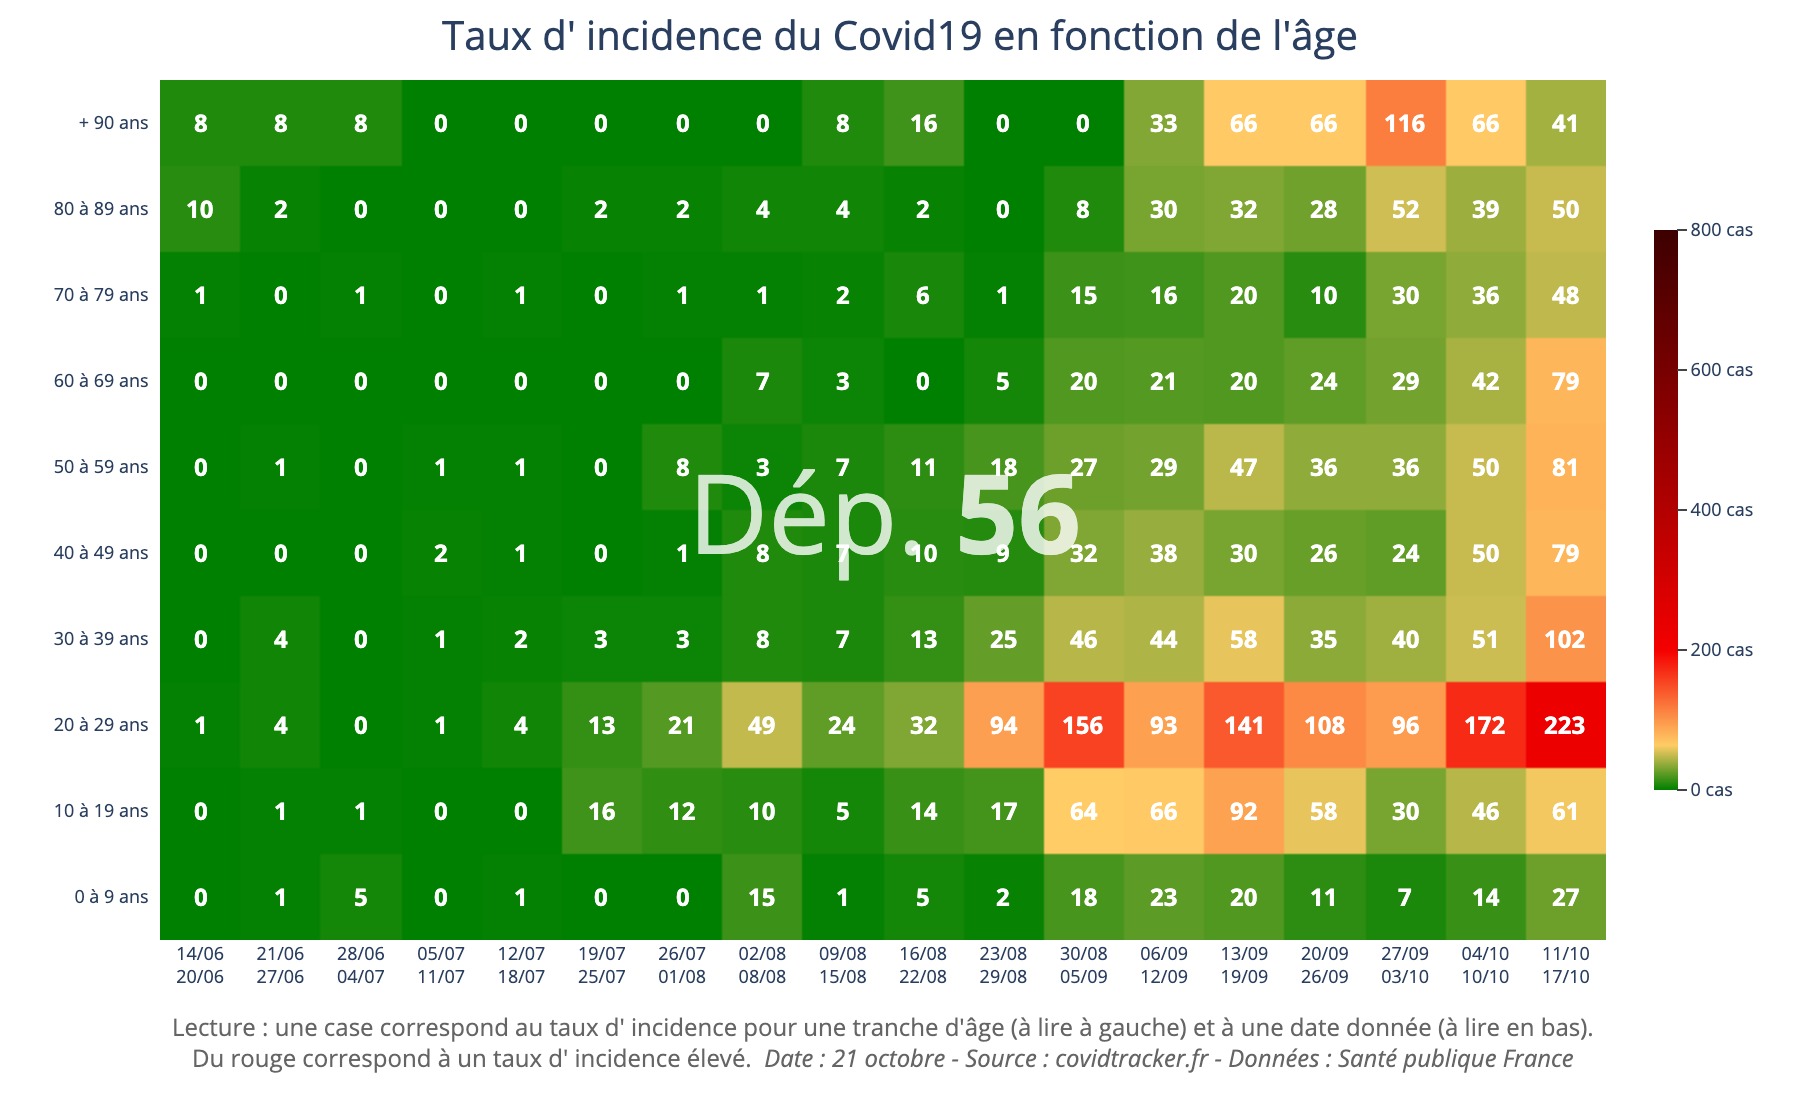 Taux d' incidence du Covid19 en fonction de l'âge
+ 90 ans 8 8 8 0 0 0 0 0 8 16 0 0 33 66 66 116 66 41
80 à 89 ans 10 2 0 0 0 2 2 4 4 2 0 8 30 32 28 52 39 50
800 cas
70 à 79 ans 1 0 1 0 1 0 1 1 2 6 1 15 16 20 10 30 36 48
60 à 69 ans 0 0 0 0 0 0 0 7 3 0 5 20 21 20 24 29 42 79
600 cas
50 à 59 ans 0 1 0 1 1 0 8 3 7 11 18 27 29 47 36 36 50 81
Dép. 56
400 cas
40 à 49 ans 0 0 0 2 1 0 1 8 7 10 9 32 38 30 26 24 50 79
30 à 39 ans 0 4 0 1 2 3 3 8 7 13 25 46 44 58 35 40 51 102
200 cas
20 à 29 ans 1 4 0 1 4 13 21 49 24 32 94 156 93 141 108 96 172 223
0 cas
10 à 19 ans 0 1 1 0 0 16 12 10 5 14 17 64 66 92 58 30 46 61
0 à 9 ans 0 1 5 0 1 0 0 15 1 5 2 18 23 20 11 7 14 27
14/06 21/06 28/06 05/07 12/07 19/07 26/07 02/08 09/08 16/08 23/08 30/08 06/09 13/09 20/09 27/09 04/10 11/10
20/06 27/06 04/07 11/07 18/07 25/07 01/08 08/08 15/08 22/08 29/08 05/09 12/09 19/09 26/09 03/10 10/10 17/10
Lecture : une case correspond au taux d' incidence pour une tranche d'âge (à lire à gauche) et à une date donnée (à lire en bas).
Du rouge correspond à un taux d' incidence élevé. Date : 21 octobre - Source : covidtracker.fr - Données : Santé publique France